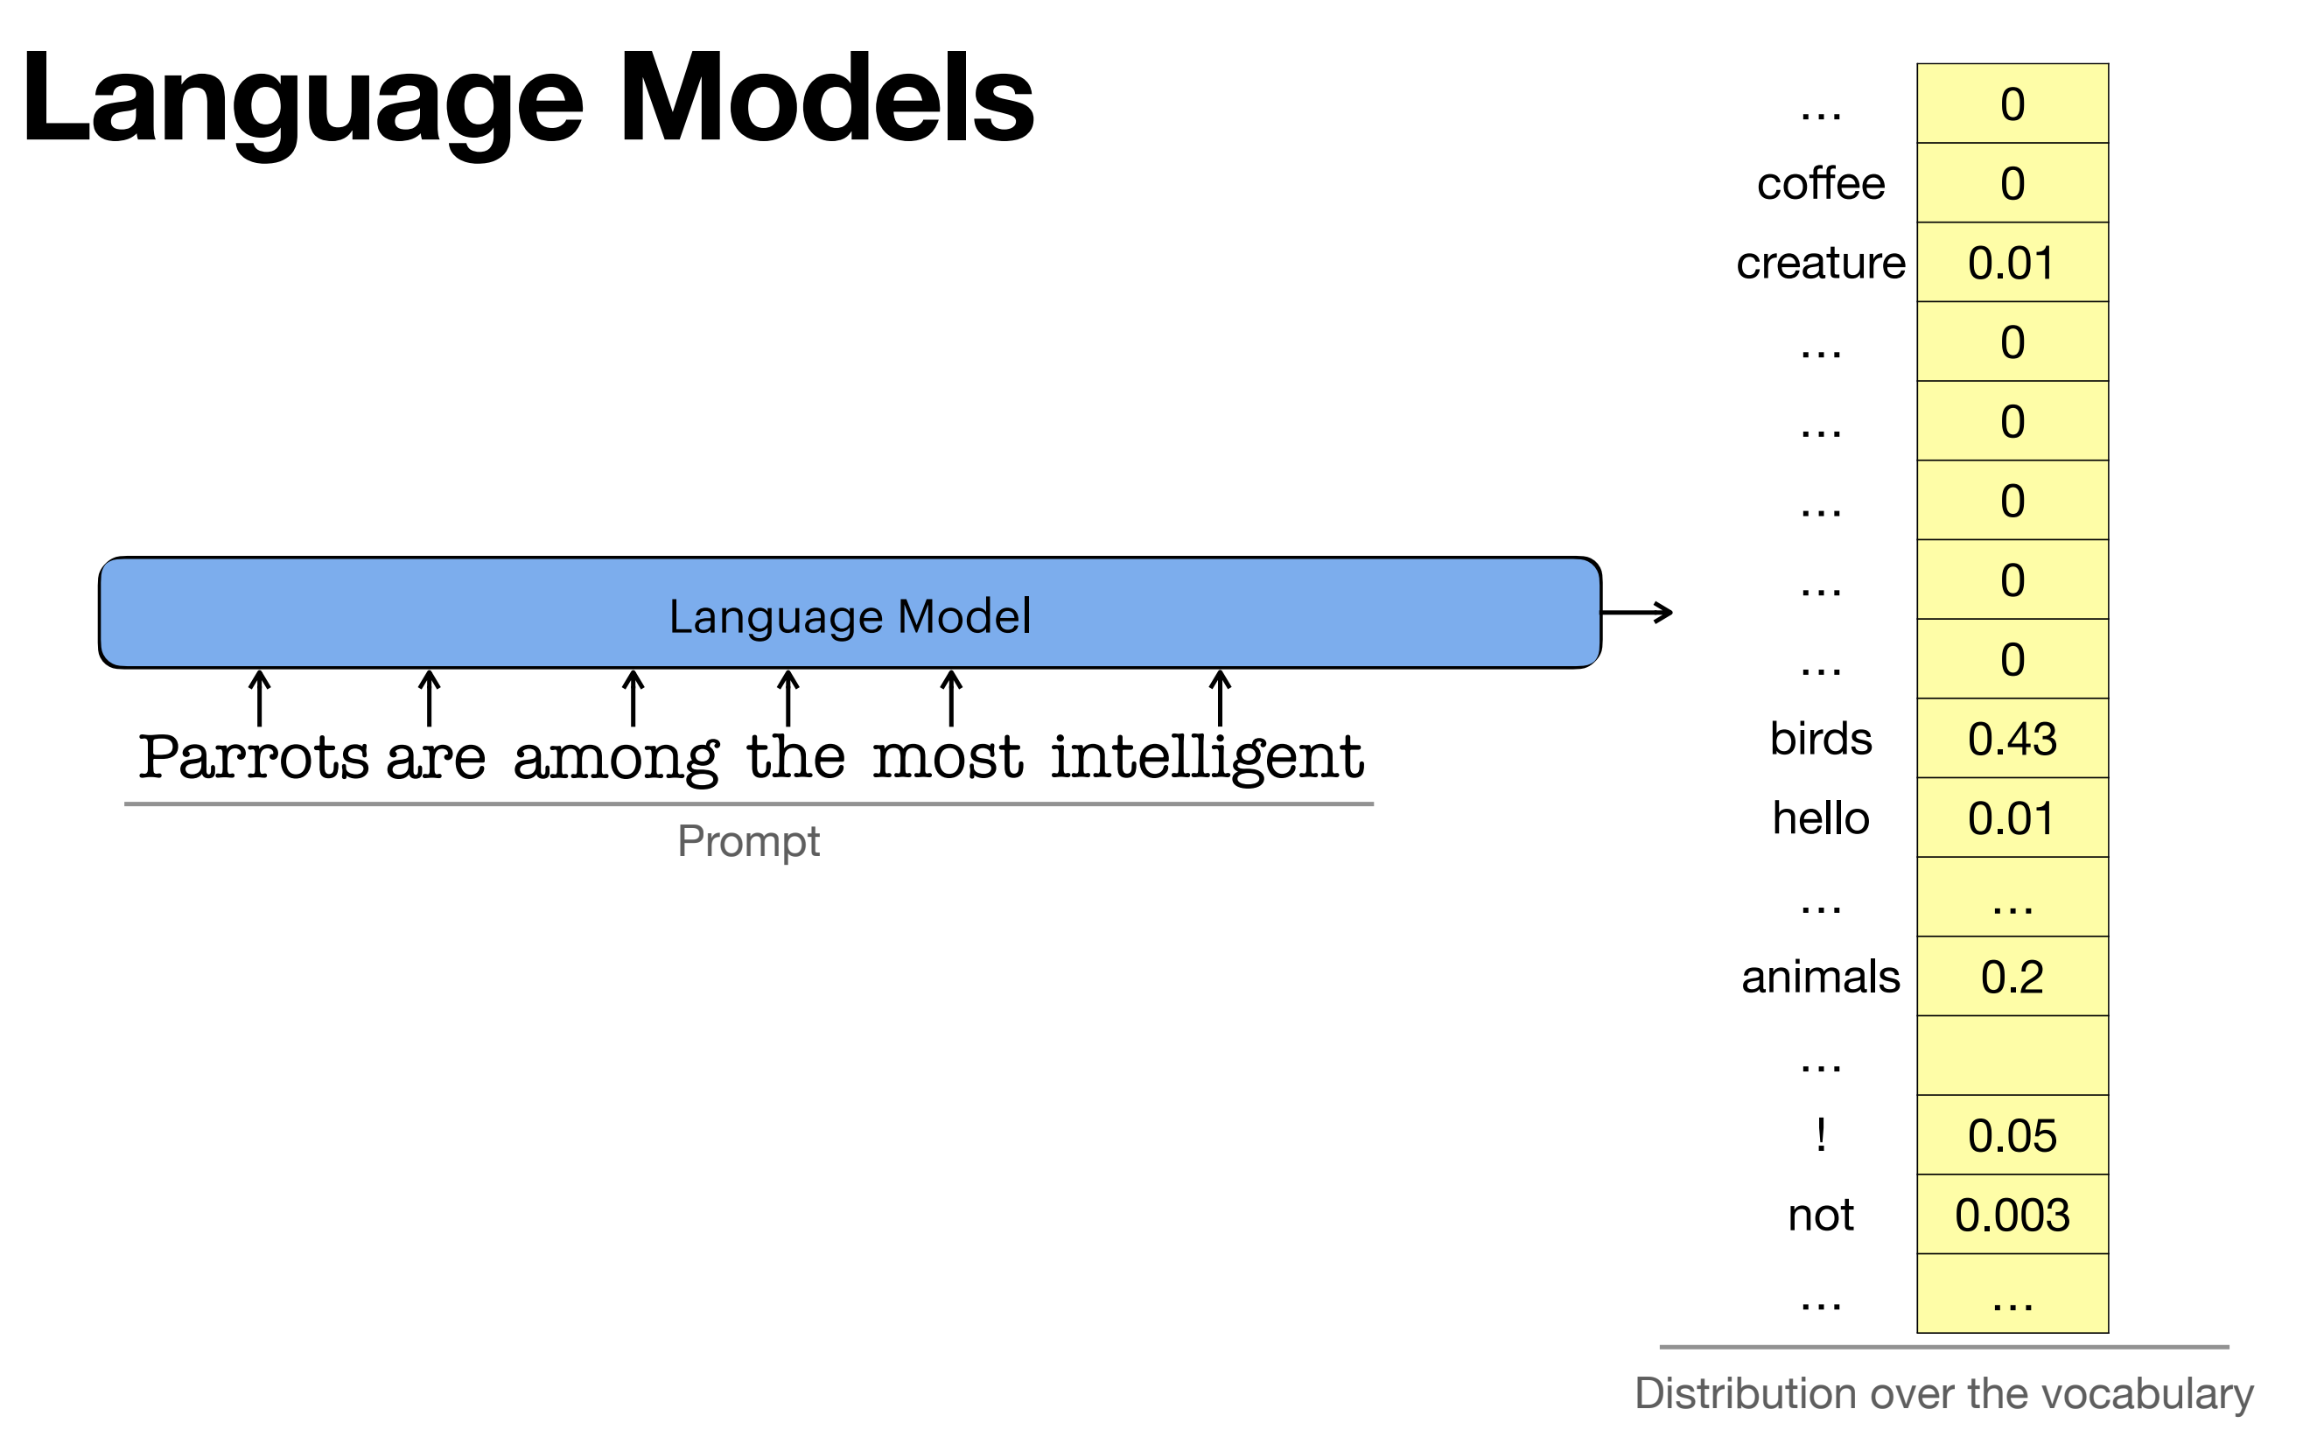 Language Models
Language Model
Parrots are among the most intelligent
Prompt
... 0
coffee 0
creature 0.01
... 0
... 0
... 0
... 0
... 0
birds 0.43
hello 0.01
... ...
animals 0.2
...
! 0.05
not 0.003
... ...
Distribution over the vocabulary